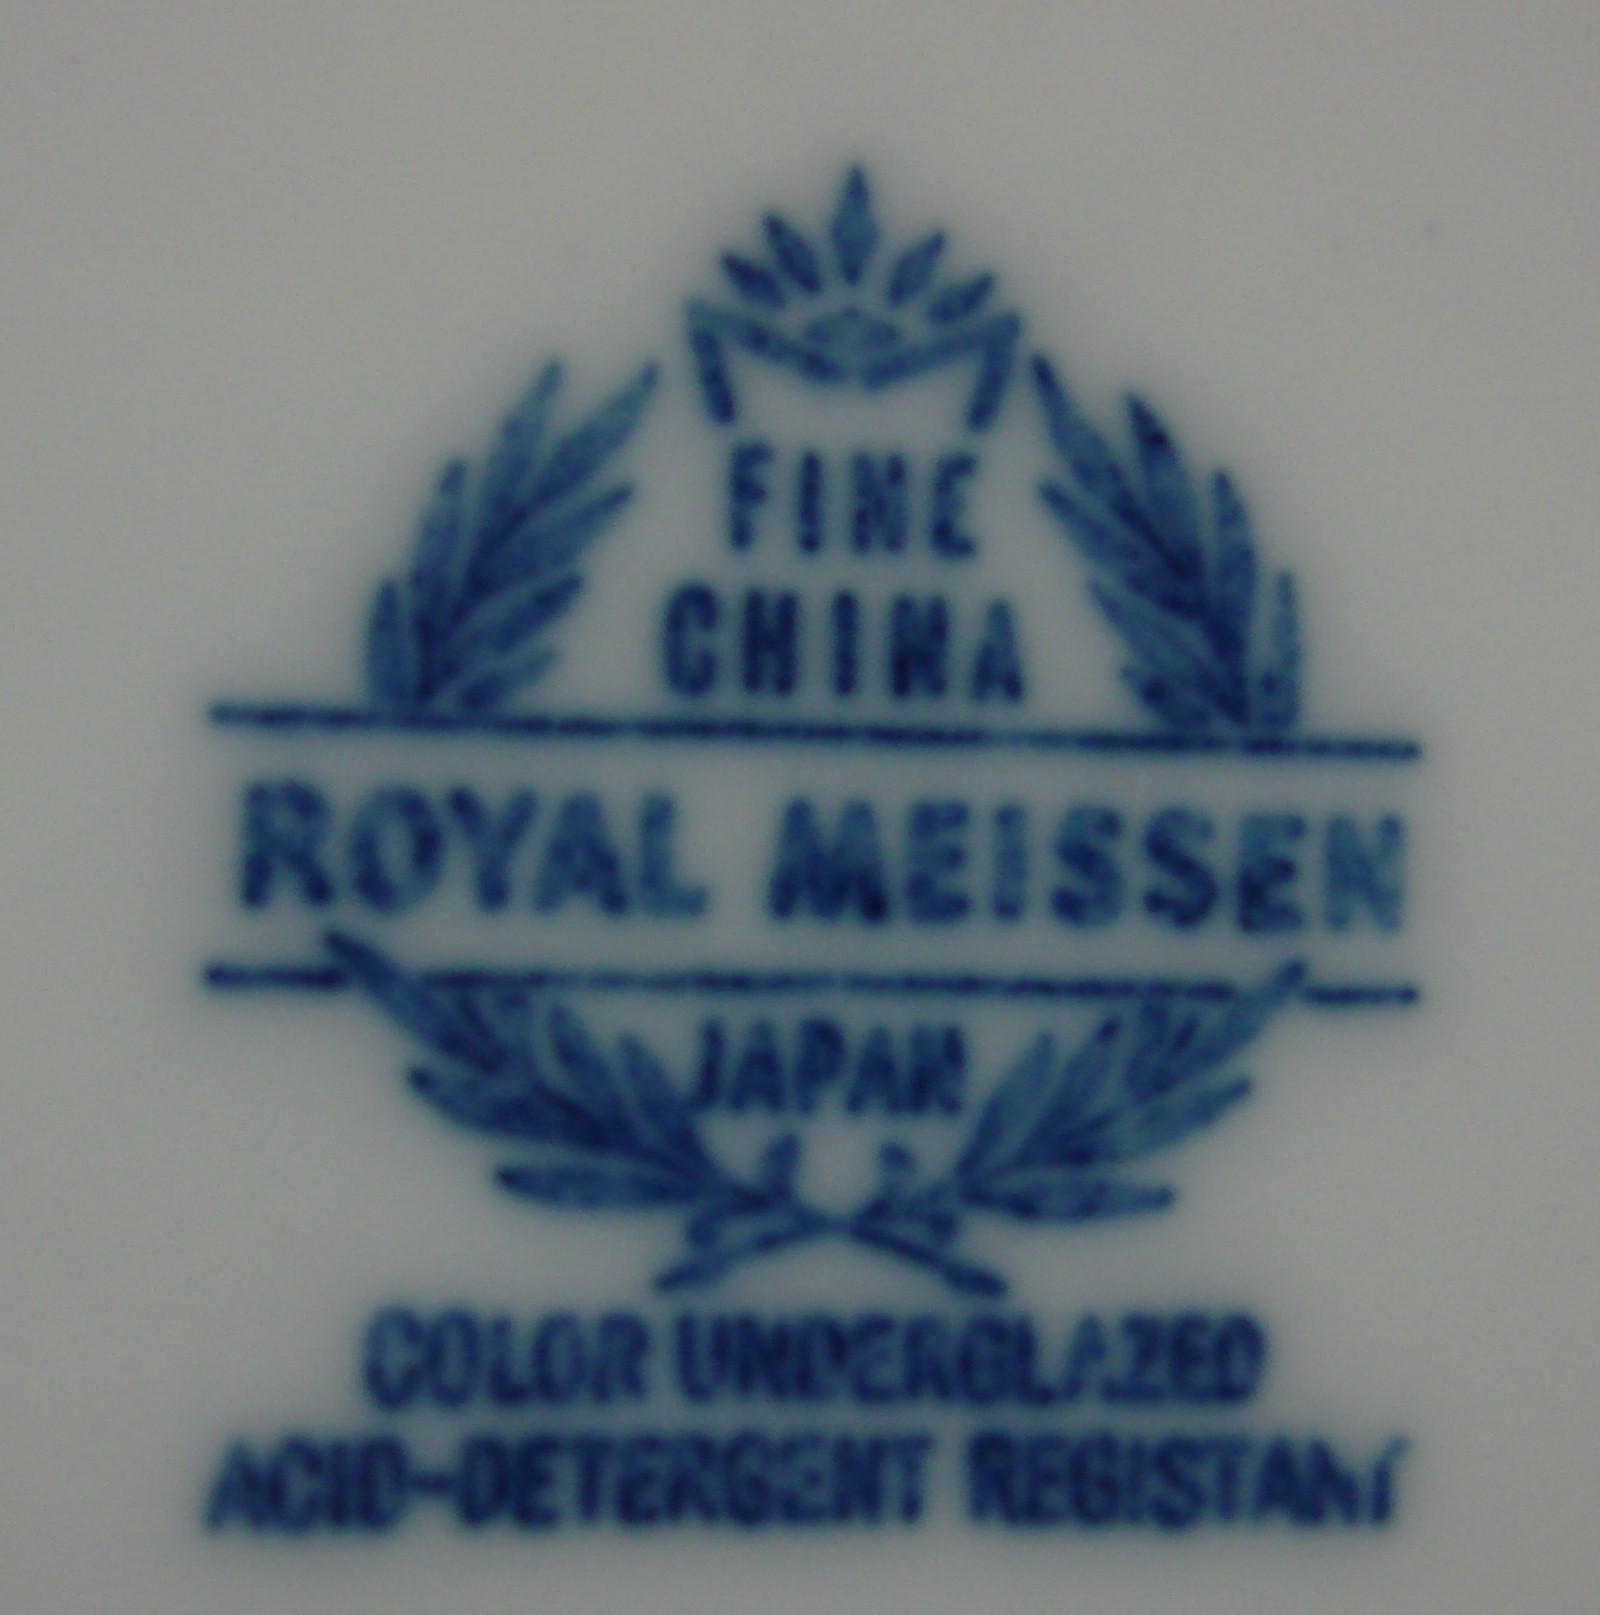 FINE
CHINA
ROYAL MEISSEN
JAPAN
COLOR UNDERGLAZED
ACID-DETERGENT REGISTANT